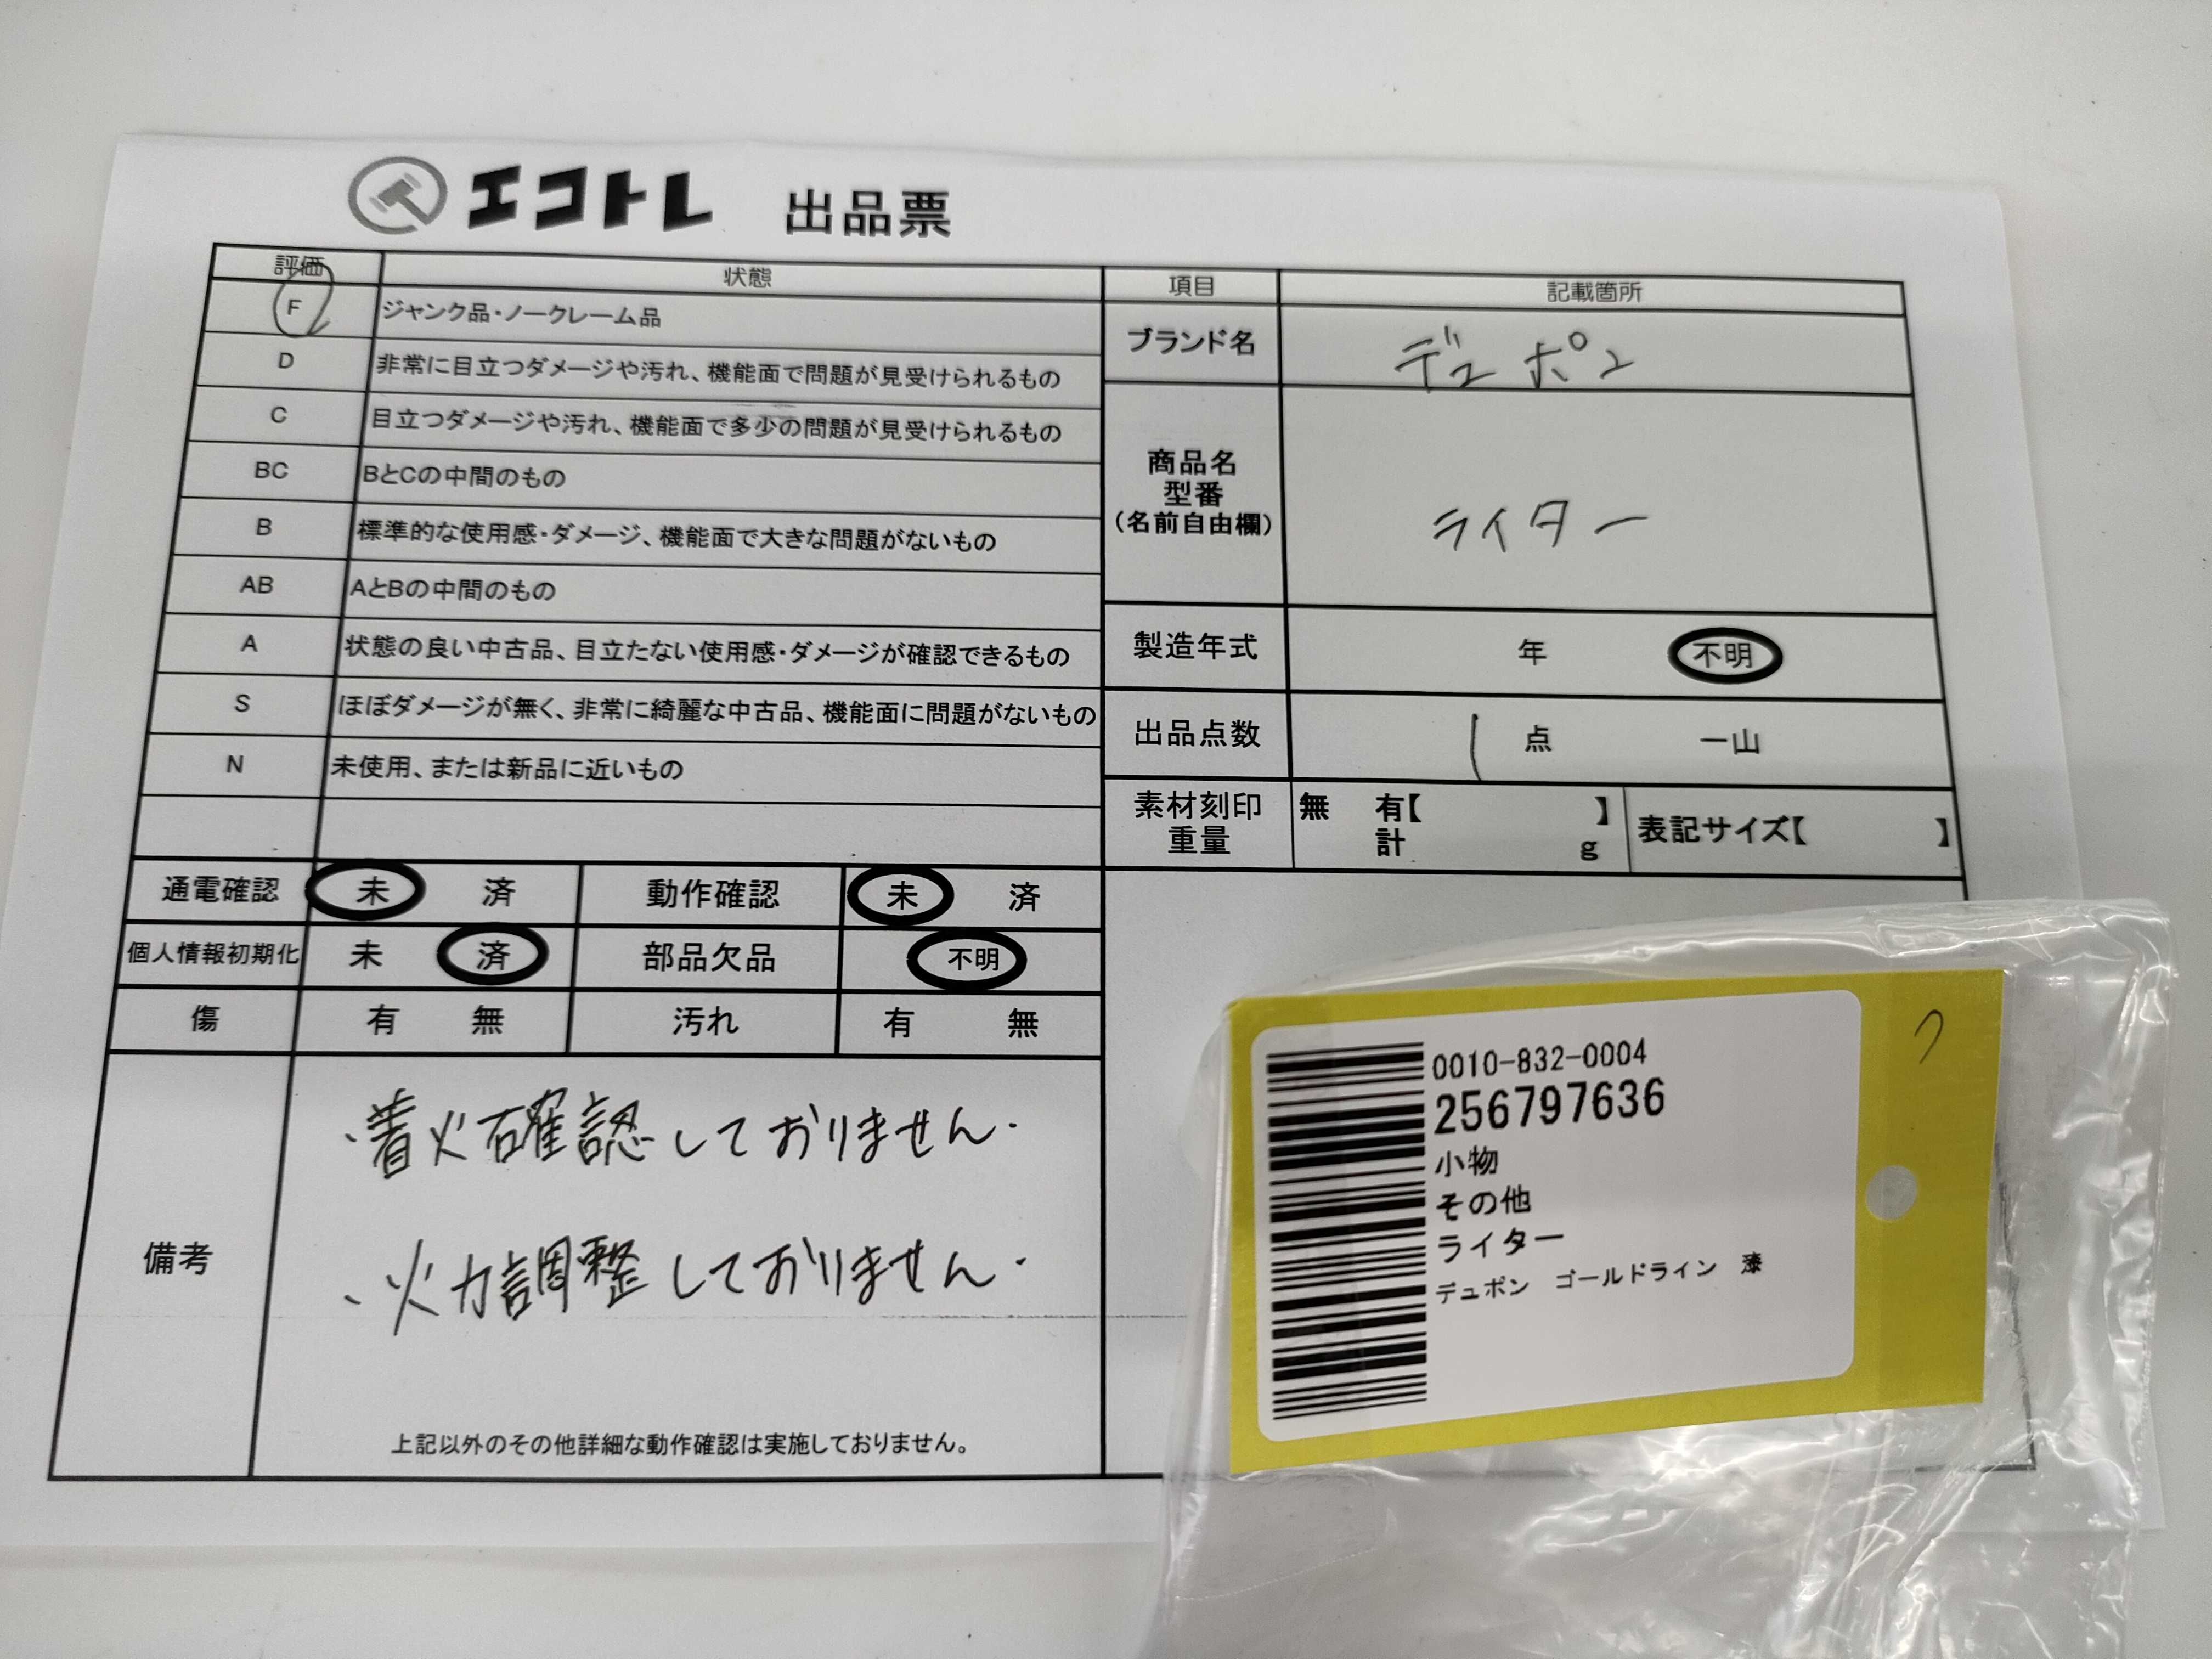 エコトレ 出品票
評価 状態
F ジャンク品・ノークレーム品
D 非常に目立つダメージや汚れ、機能面で問題が見受けられるもの
C 目立つダメージや汚れ、機能面で多少の問題が見受けられるもの
BC BとCの中間のもの
B 標準的な使用感・ダメージ、機能面で大きな問題がないもの
AB AとBの中間のもの
A 状態の良い中古品、目立たない使用感・ダメージが確認できるもの
S ほぼダメージが無く、非常に綺麗な中古品、機能面に問題がないもの
N 未使用、または新品に近いもの
通電確認 未 済 動作確認 未 済
個人情報初期化 未 済 部品欠品 不明
傷 有 無 汚れ 有 無
備考
・着火確認しておりません.
・火力調整しておりません.
上記以外のその他詳細な動作確認は実施しておりません。
項目 記載箇所
ブランド名 デュポン
商品名
型番
(名前自由欄)
ライター
製造年式 年 不明
出品点数 1 点 一山
素材刻印 無 有【 】
重量 計 g
表記サイズ【 】
0010-832-0004
256797636
小物
その他
ライター
デュポン ゴールドライン 漆